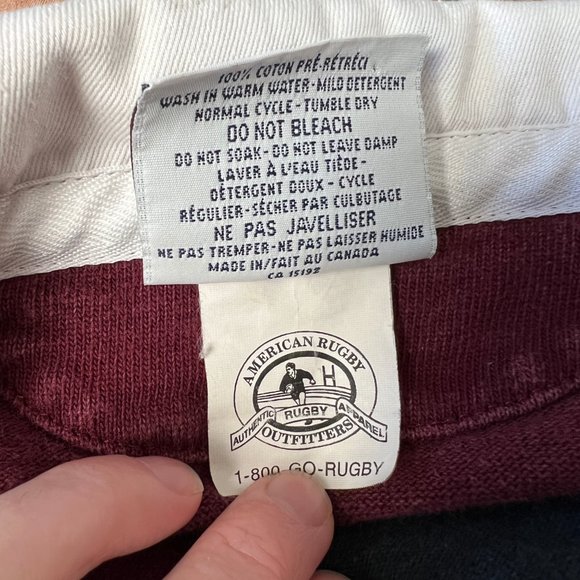 100% COTON PRÉ-RÉTRÉCI
WASH IN WARM WATER-MILD DETERGENT
NORMAL CYCLE-TUMBLE DRY
DO NOT BLEACH
DO NOT SOAK-DO NOT LEAVE DAMP
LAVER À L'EAU TIÈDE-
DÉTERGENT DOUX-CYCLE
RÉGULIER-SÉCHER PAR CULBUTAGE
NE PAS JAVELLISER
NE PAS TREMPER-NE PAS LAISSER HUMIDE
MADE IN/FAIT AU CANADA
CA 15192
AMERICAN RUGBY
H
AUTHENTIC RUGBY APPAREL
OUTFITTERS
1-800-GO-RUGBY